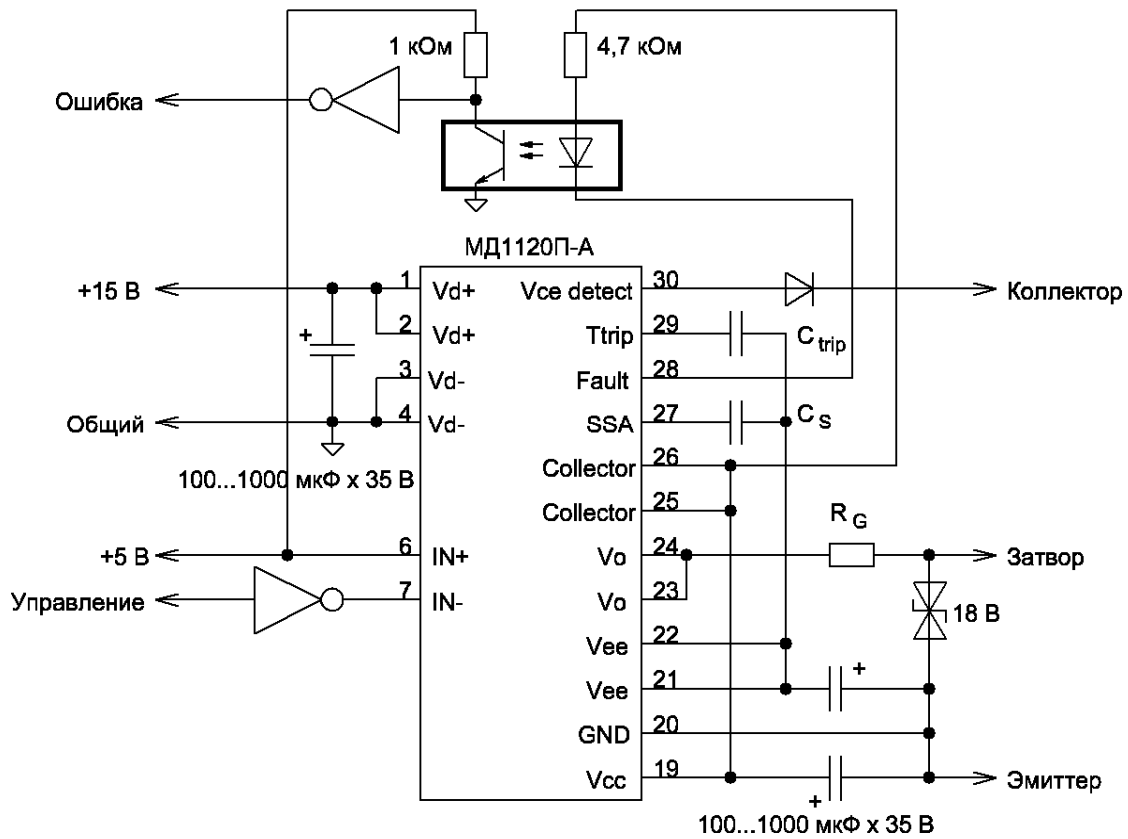 1 кОм
4,7 кОм
Ошибка
МД1120П-А
+15 В
1
Vd+
Vce detect
30
Коллектор
2
Vd+
Ttrip
29
C trip
+
3
Vd-
Fault
28
Общий
4
Vd-
SSA
27
C S
100...1000 мкФ x 35 В
Collector
26
Collector
25
R G
+5 В
6
IN+
Vo
24
Затвор
Управление
7
IN-
Vo
23
18 В
Vee
22
Vee
21
+
GND
20
Vcc
19
Эмиттер
+
100...1000 мкФ x 35 В